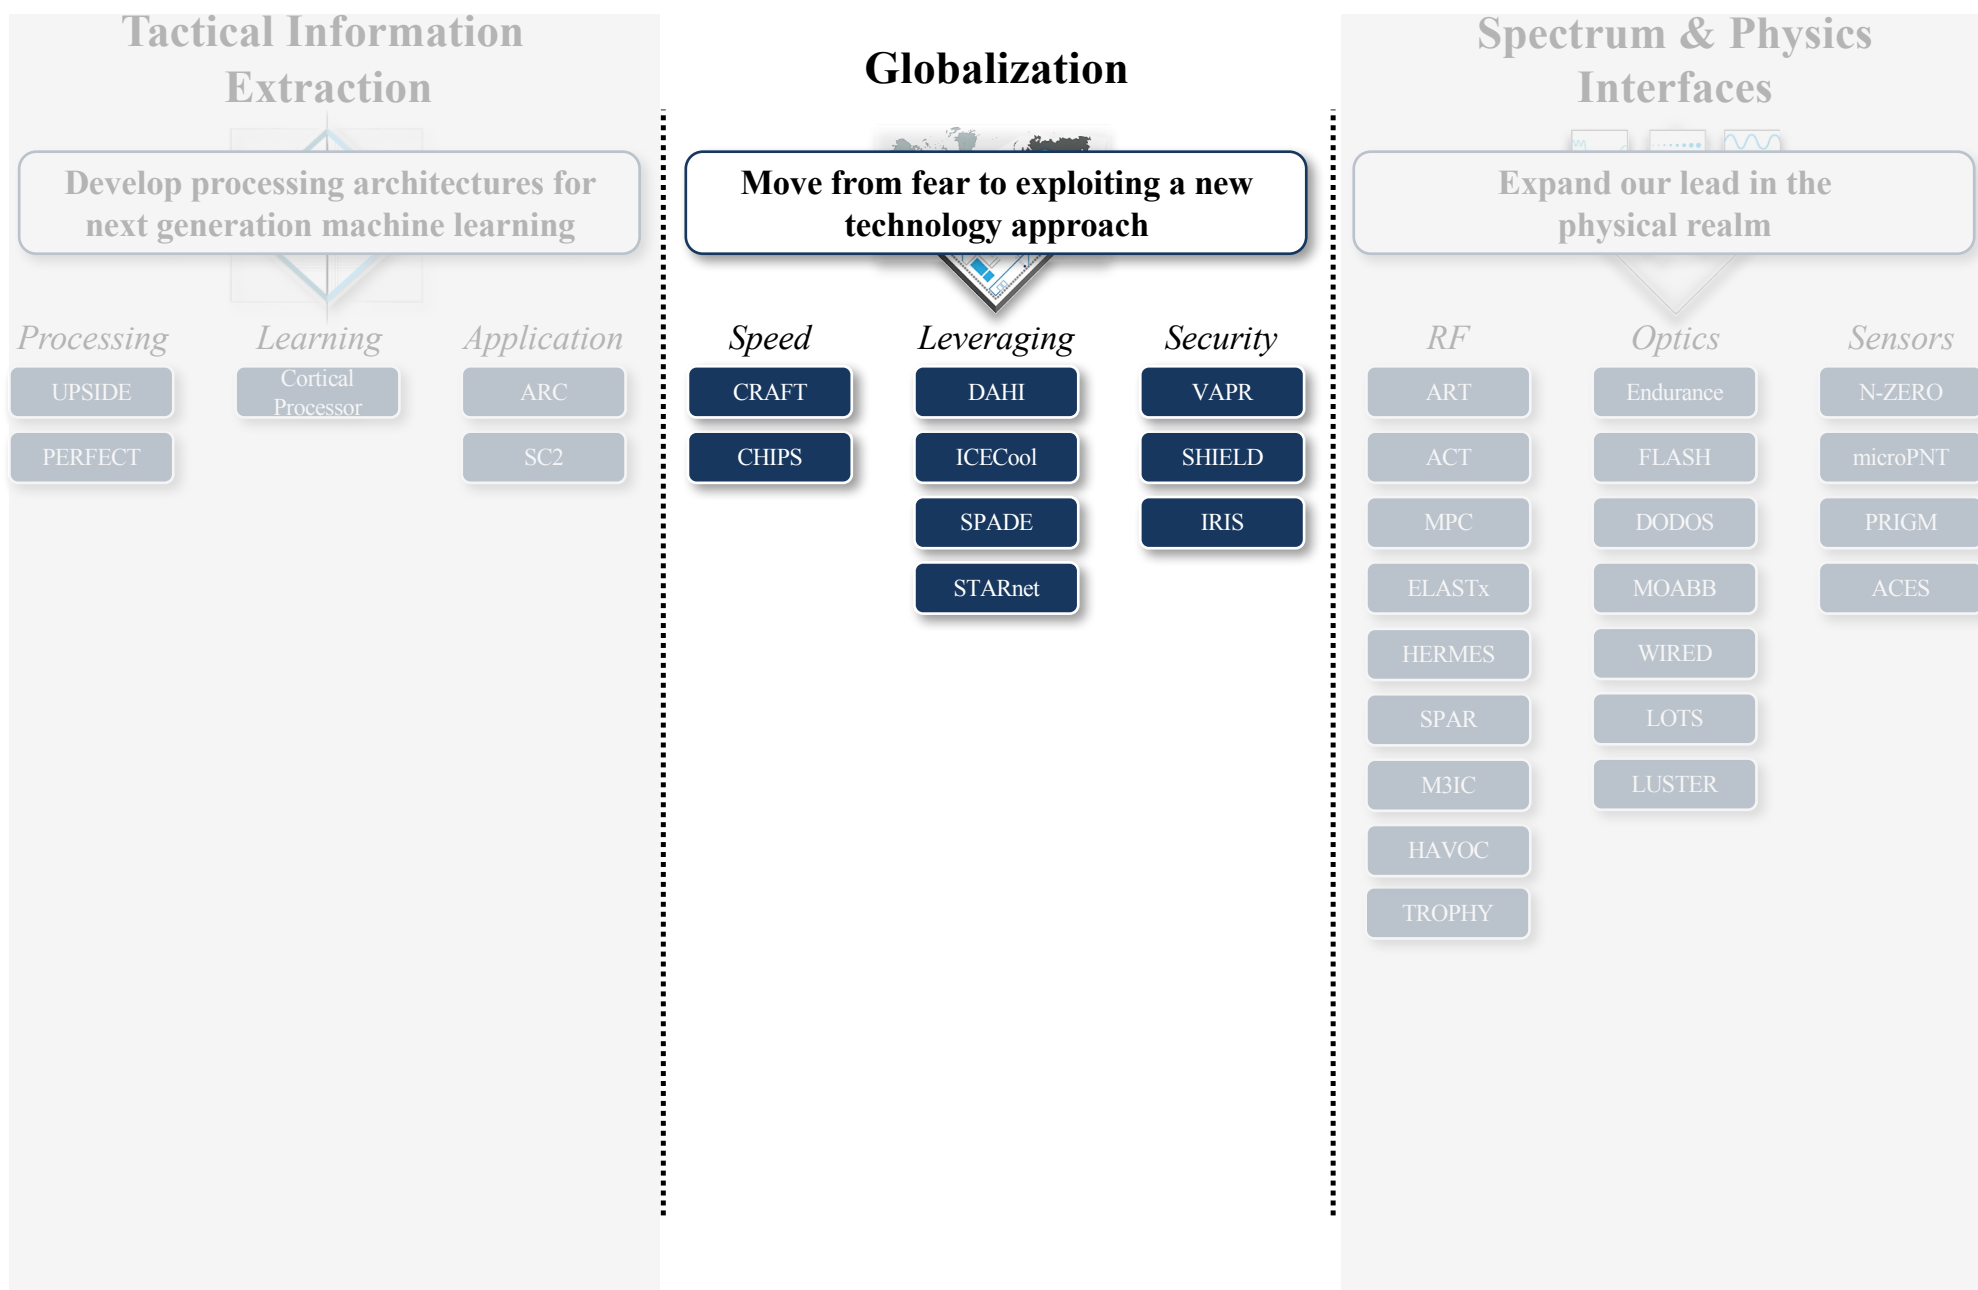 Tactical Information
Extraction
Develop processing architectures for
next generation machine learning
Processing
Learning
Application
UPSIDE
PERFECT
Cortical
Processor
ARC
SC2
Globalization
Move from fear to exploiting a new
technology approach
Speed
Leveraging
Security
CRAFT
CHIPS
DAHI
ICECool
SPADE
STARnet
VAPR
SHIELD
IRIS
Spectrum & Physics
Interfaces
Expand our lead in the
physical realm
RF
Optics
Sensors
ART
ACT
MPC
ELASTx
HERMES
SPAR
M3IC
HAVOC
TROPHY
Endurance
FLASH
DODOS
MOABB
WIRED
LOTS
LUSTER
N-ZERO
microPNT
PRIGM
ACES